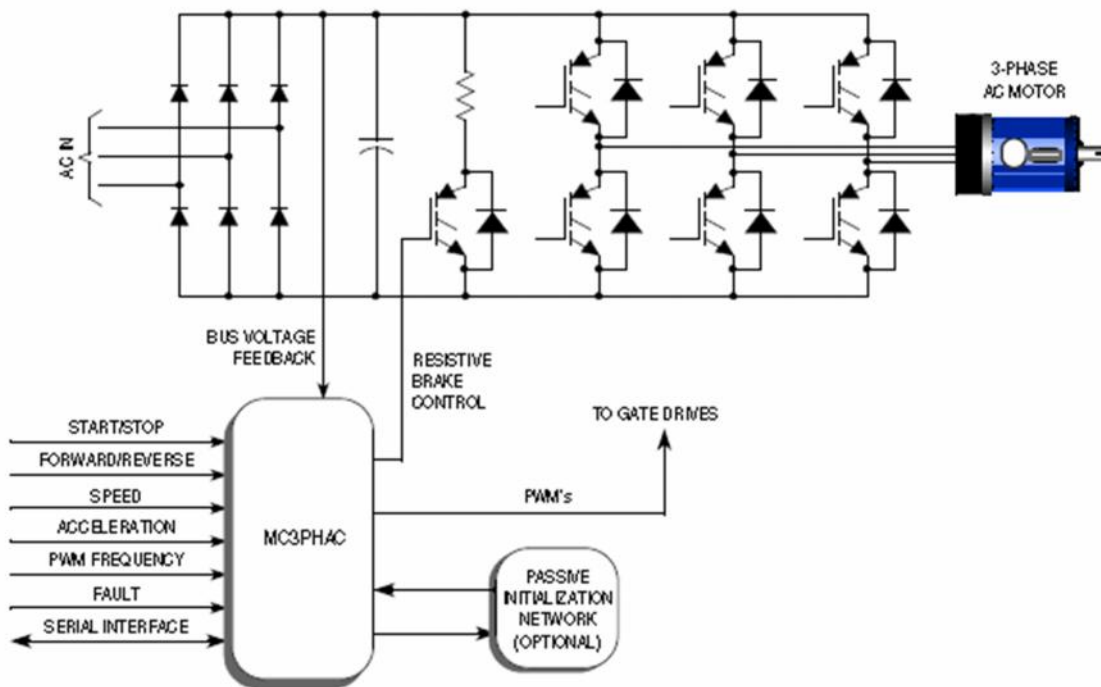 3-PHASE
AC MOTOR
AC IN
BUS VOLTAGE
FEEDBACK
RESISTIVE
BRAKE
CONTROL
TO GATE DRIVES
START/STOP
FORWARD/REVERSE
SPEED
ACCELERATION
PWM FREQUENCY
FAULT
SERIAL INTERFACE
MC3PHAC
PWM's
PASSIVE
INITIALIZATION
NETWORK
(OPTIONAL)